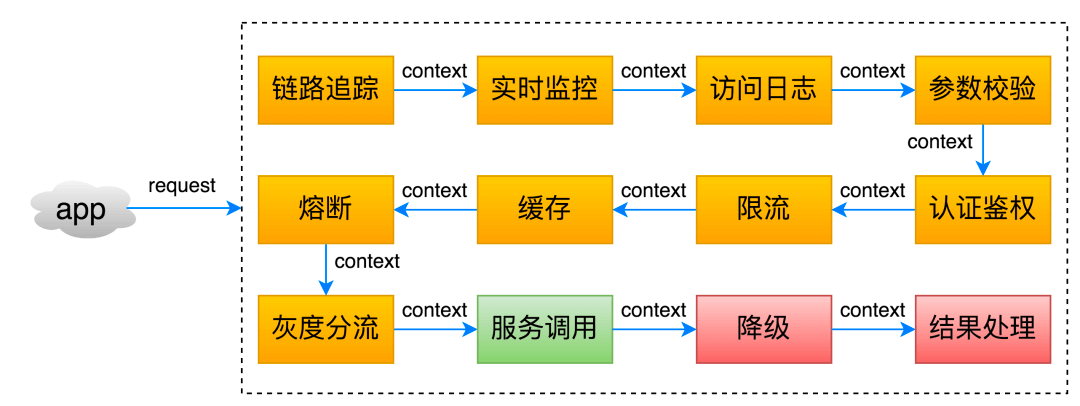 链路追踪
context
实时监控
context
访问日志
context
参数校验
context
app
request
熔断
context
缓存
context
限流
context
认证鉴权
context
灰度分流
context
服务调用
context
降级
context
结果处理